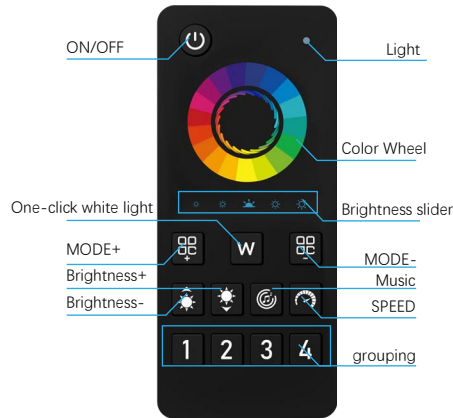 ON/OFF
Light
Color Wheel
One-click white light
Brightness slider
MODE+
W
MODE-
Brightness+
Music
Brightness-
SPEED
1 2 3 4
grouping